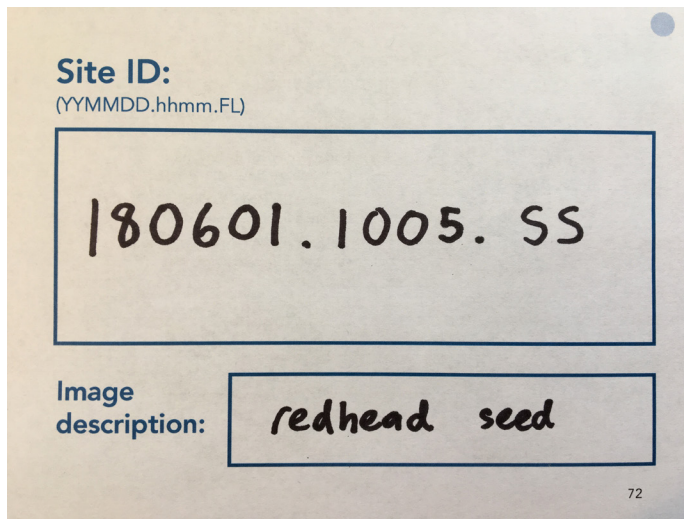 Site ID:
(YYMMDD.hhmm.FL)
180601.1005. SS
Image
description:
redhead seed
72